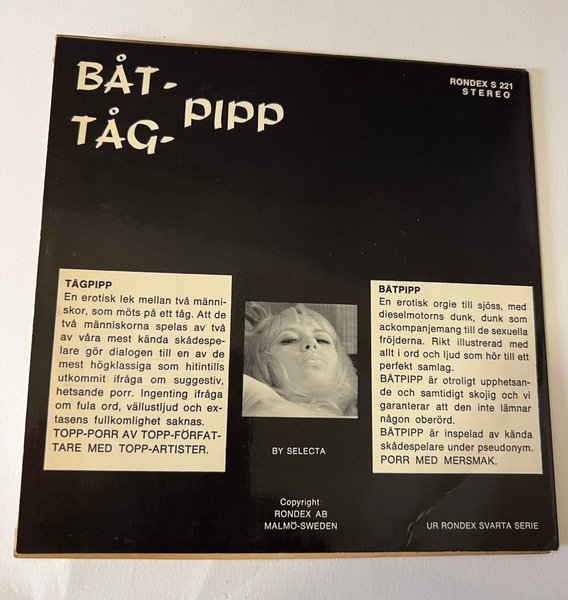 BÅT-
TÅG- PIPP
RONDEX S 221
STEREO
TÅGPIPP
En erotisk lek mellan två männi-
skor, som möts på ett tåg. Att de
två människorna spelas av två
av våra mest kända skådespe-
lare gör dialogen till en av de
mest högklassiga som hitintills
utkommit ifråga om suggestiv,
hetsande porr. Ingenting ifråga
om fula ord, vällustljud och ex-
tasens fullkomlighet saknas.
TOPP-PORR AV TOPP-FÖRFAT-
TARE MED TOPP-ARTISTER.
BY SELECTA
BÅTPIPP
En erotisk orgie till sjöss, med
dieselmotorns dunk, dunk som
ackompanjemang till de sexuella
fröjderna. Rikt illustrerad med
allt i ord och ljud som hör till ett
perfekt samlag.
BÅTPIPP är otroligt upphetsan-
de och samtidigt skojig och vi
garanterar att den inte lämnar
någon oberörd.
BÅTPIPP är inspelad av kända
skådespelare under pseudonym.
PORR MED MERSMAK.
Copyright:
RONDEX AB
MALMÖ-SWEDEN
UR RONDEX SVARTA SERIE